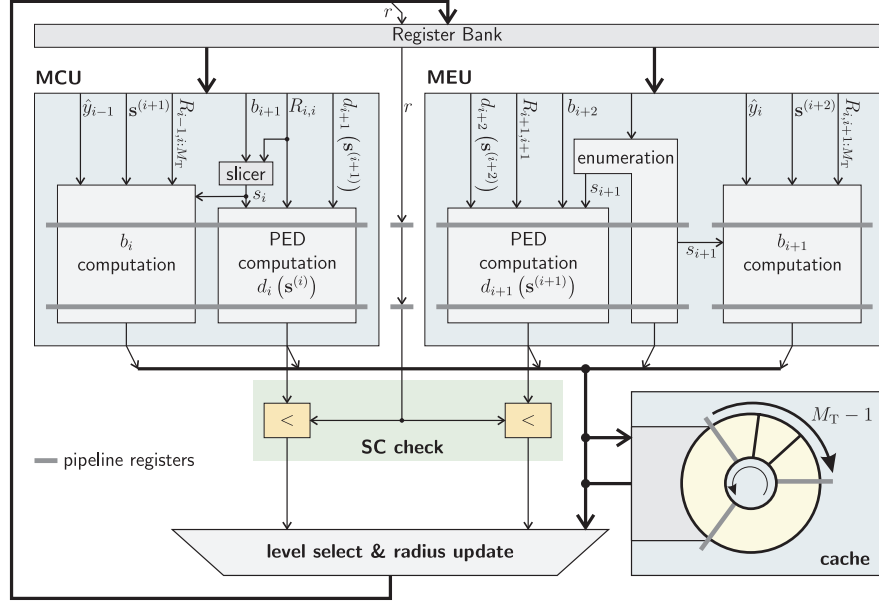 r
Register Bank
MCU
MEU
ŷ_{i−1}
s^{(i+1)}
R_{i−1,i:M_T}
b_{i+1}
R_{i,i}
d_{i+1} (s^{(i+1)})
r
d_{i+2} (s^{(i+2)})
R_{i+1,i+1}
b_{i+2}
ŷ_i
s^{(i+2)}
R_{i,i+1:M_T}
slicer
enumeration
s_i
s_{i+1}
b_i
computation
PED
computation
d_i (s^{(i)})
PED
computation
d_{i+1} (s^{(i+1)})
s_{i+1}
b_{i+1}
computation
<
<
SC check
M_T − 1
pipeline registers
level select & radius update
cache